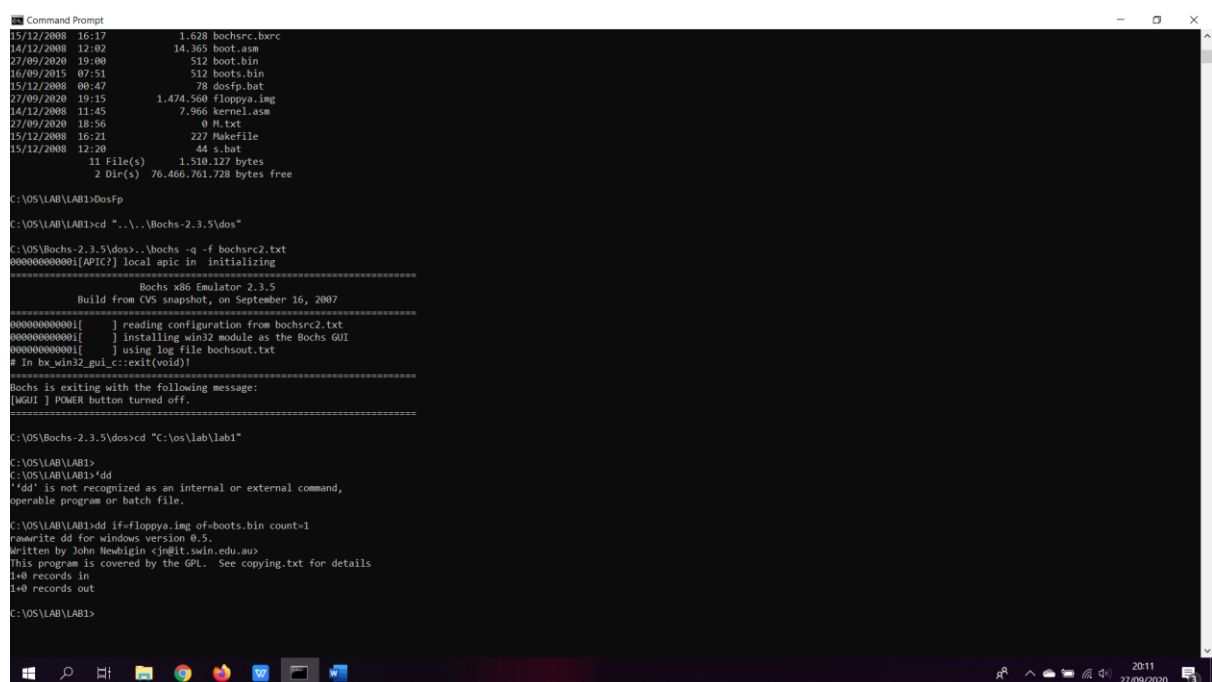 Command Prompt
15/12/2008  16:17             1.628 bochsrc.bxrc
14/12/2008  12:02            14.365 boot.asm
27/09/2020  19:00               512 boot.bin
16/09/2015  07:51               512 boots.bin
15/12/2008  00:47                78 dosfp.bat
27/09/2020  19:15         1.474.560 floppya.img
14/12/2008  11:45             7.966 kernel.asm
27/09/2020  18:56                 0 M.txt
15/12/2008  16:21               227 Makefile
15/12/2008  12:20                44 s.bat
11 File(s)      1.510.127 bytes
2 Dir(s)  76.466.761.728 bytes free
C:\OS\LAB\LAB1>DosFp
C:\OS\LAB\LAB1>cd "..\..\Bochs-2.3.5\dos"
C:\OS\Bochs-2.3.5\dos>..\bochs -q -f bochsrc2.txt
00000000000i[APIC?] local apic in  initializing
========================================================================
Bochs x86 Emulator 2.3.5
Build from CVS snapshot, on September 16, 2007
========================================================================
00000000000i[     ] reading configuration from bochsrc2.txt
00000000000i[     ] installing win32 module as the Bochs GUI
00000000000i[     ] using log file bochsout.txt
# In bx_win32_gui_c::exit(void)!
========================================================================
Bochs is exiting with the following message:
[WGUI ] POWER button turned off.
========================================================================
C:\OS\Bochs-2.3.5\dos>cd "C:\os\lab\lab1"
C:\OS\LAB\LAB1>
C:\OS\LAB\LAB1>‘dd
'‘dd' is not recognized as an internal or external command,
operable program or batch file.
C:\OS\LAB\LAB1>dd if=floppya.img of=boots.bin count=1
rawwrite dd for windows version 0.5.
Written by John Newbigin <jn@it.swin.edu.au>
This program is covered by the GPL.  See copying.txt for details
1+0 records in
1+0 records out
C:\OS\LAB\LAB1>
20:11
27/09/2020
3